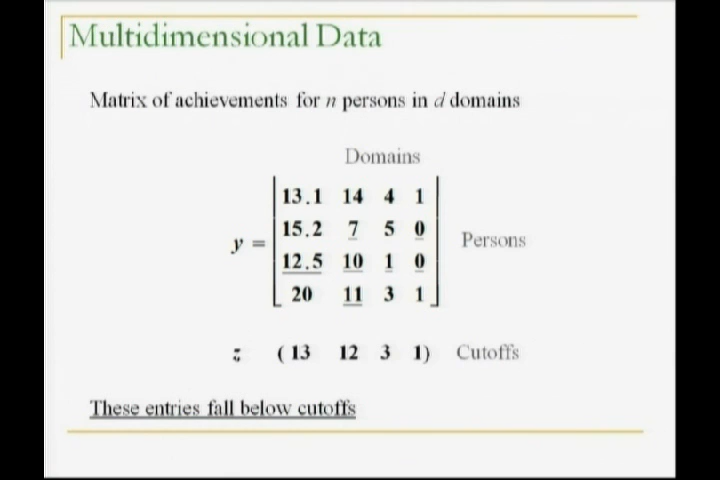 Multidimensional Data
Matrix of achievements for n persons in d domains
Domains
13.1 14 4 1
15.2 7 5 0
y =
Persons
12.5 10 1 0
20 11 3 1
z ( 13 12 3 1) Cutoffs
These entries fall below cutoffs